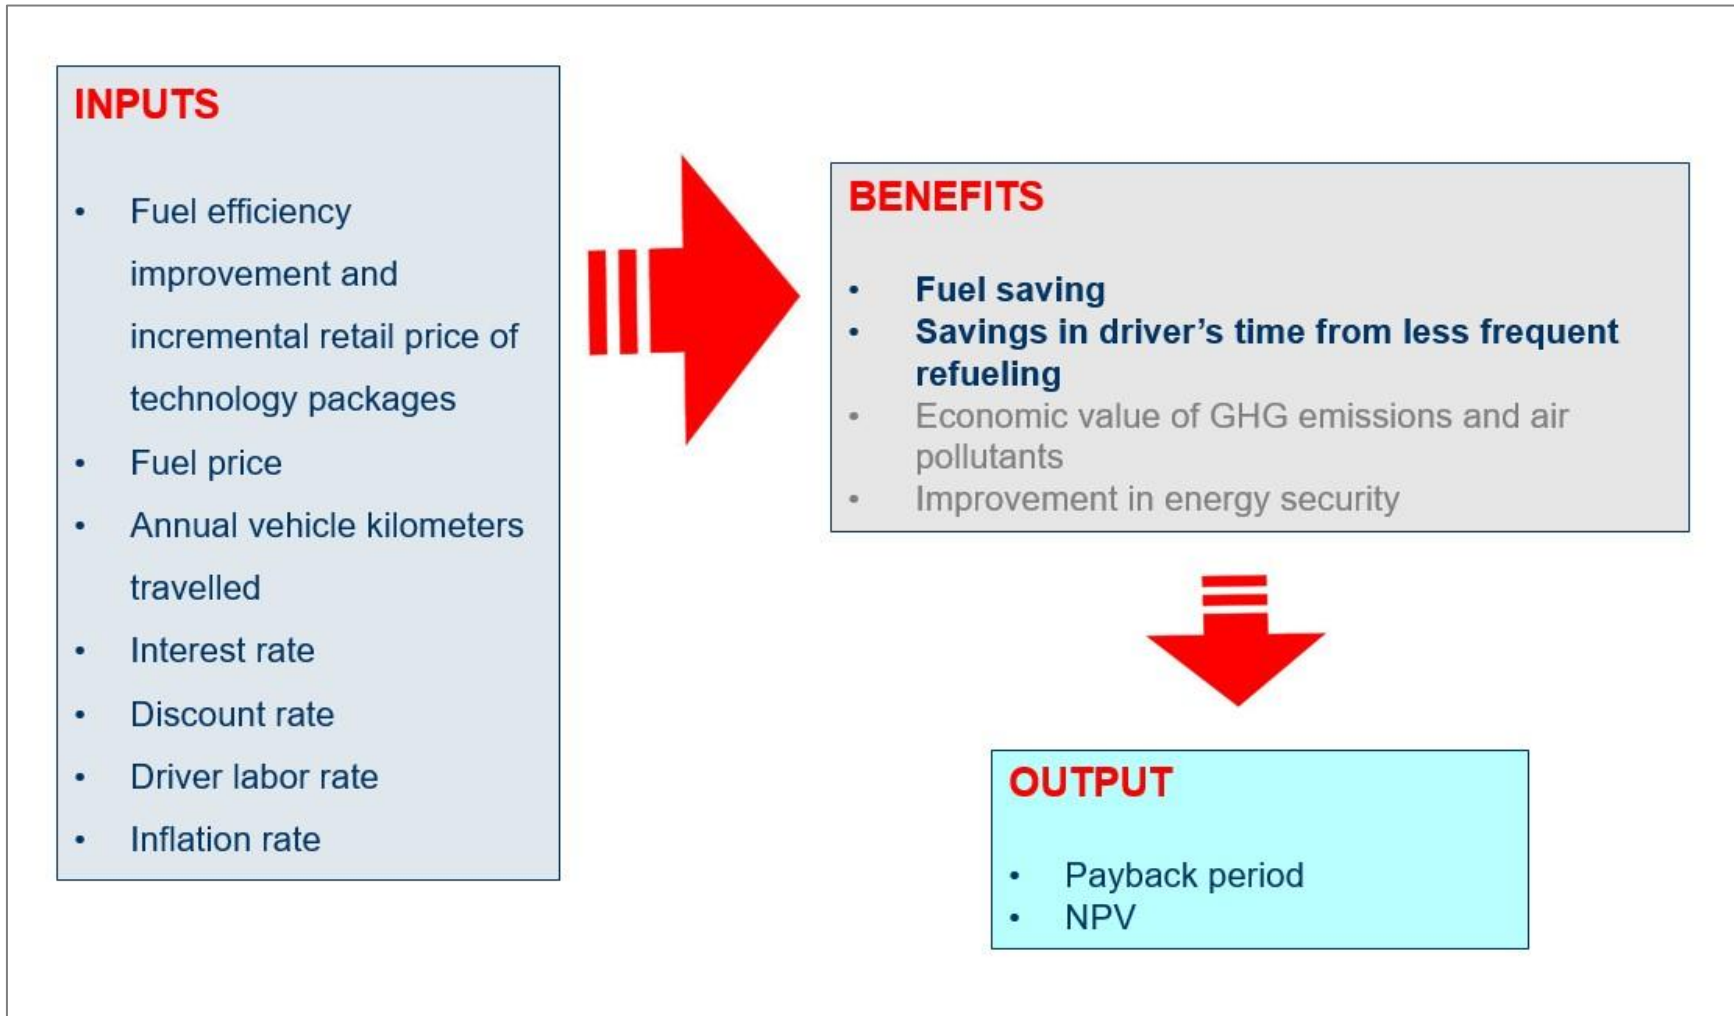 INPUTS
• Fuel efficiency
improvement and
incremental retail price of
technology packages
• Fuel price
• Annual vehicle kilometers
travelled
• Interest rate
• Discount rate
• Driver labor rate
• Inflation rate
BENEFITS
• Fuel saving
• Savings in driver’s time from less frequent
refueling
• Economic value of GHG emissions and air
pollutants
• Improvement in energy security
OUTPUT
• Payback period
• NPV